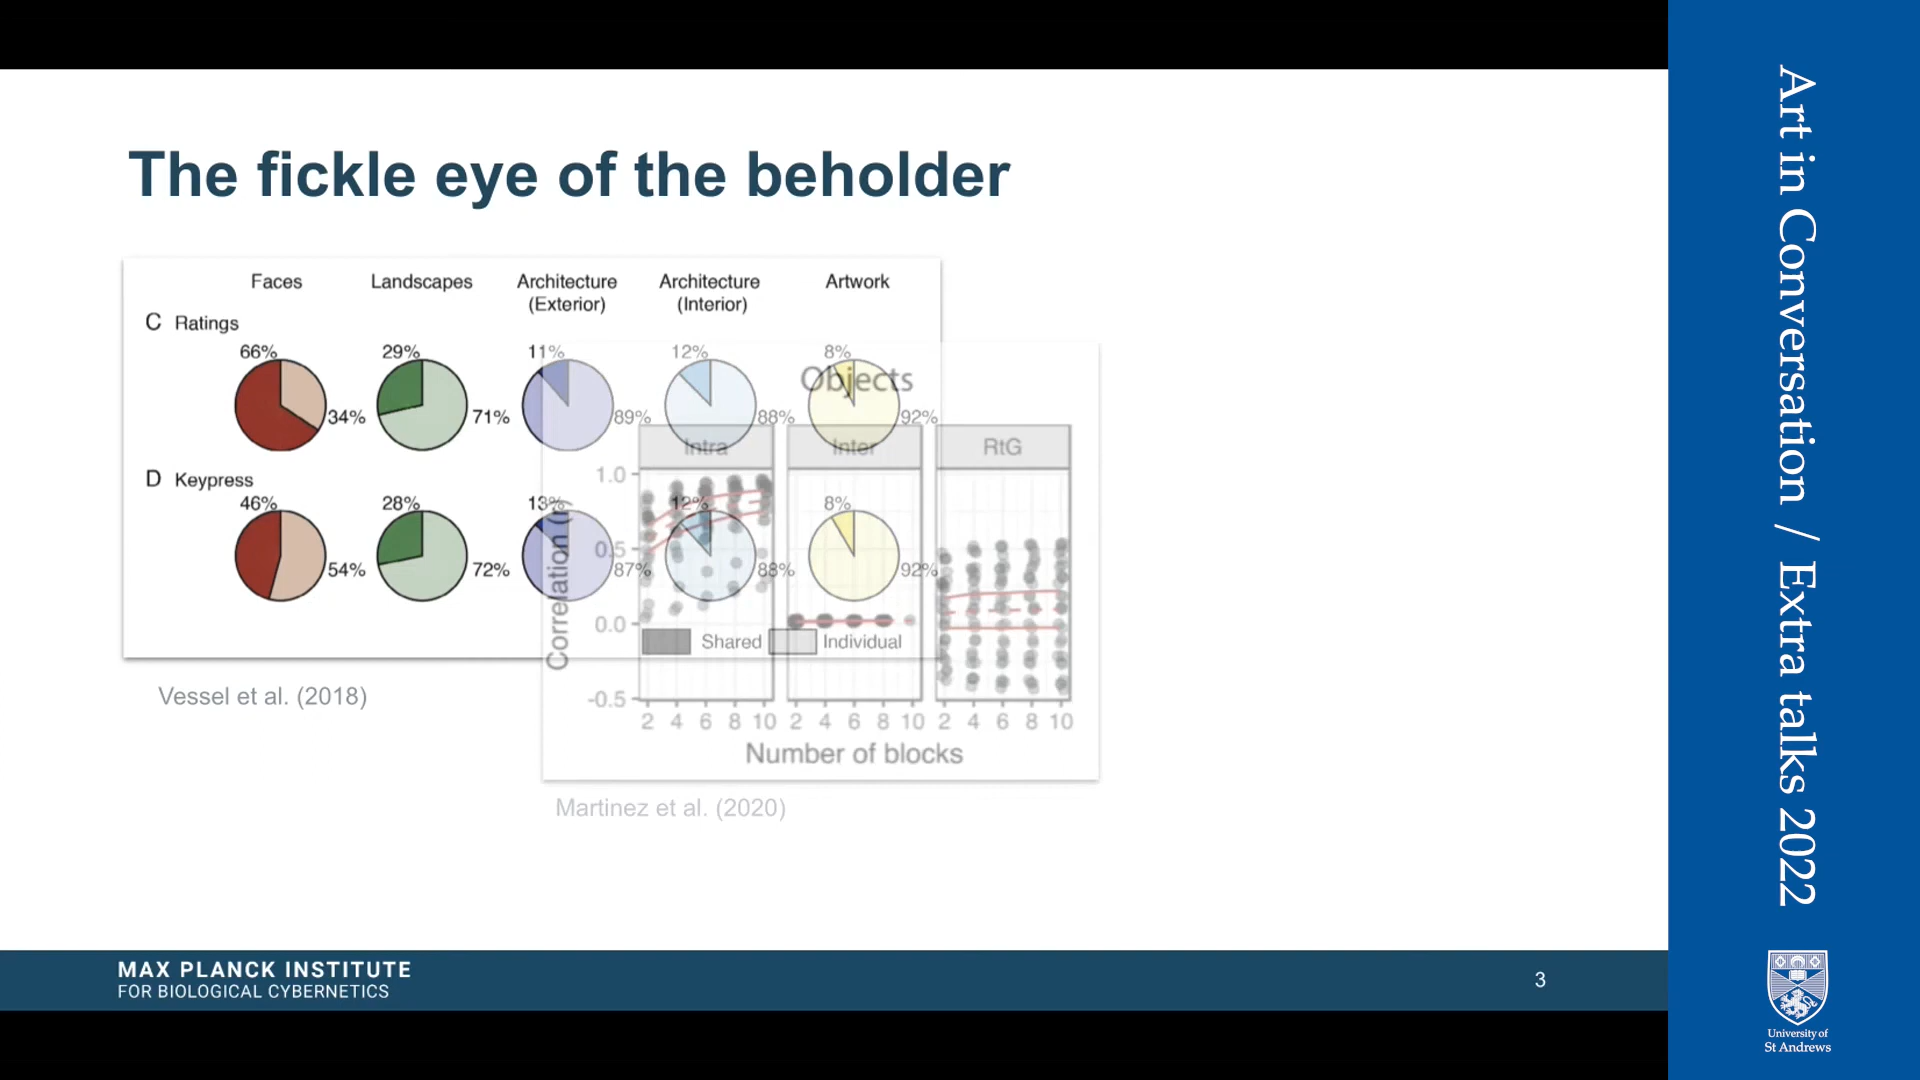 The fickle eye of the beholder
Faces
Landscapes
Architecture
(Exterior)
Architecture
(Interior)
Artwork
C Ratings
66%
34%
29%
71%
11%
89%
12%
88%
8%
92%
D Keypress
46%
54%
28%
72%
13%
87%
12%
88%
8%
92%
Shared
Individual
Vessel et al. (2018)
Objects
Intra
Inter
RtG
Correlation (r)
1.0
0.5
0.0
-0.5
2 4 6 8 10
2 4 6 8 10
2 4 6 8 10
Number of blocks
Martinez et al. (2020)
MAX PLANCK INSTITUTE
FOR BIOLOGICAL CYBERNETICS
3
Art in Conversation / Extra talks 2022
University of
St Andrews